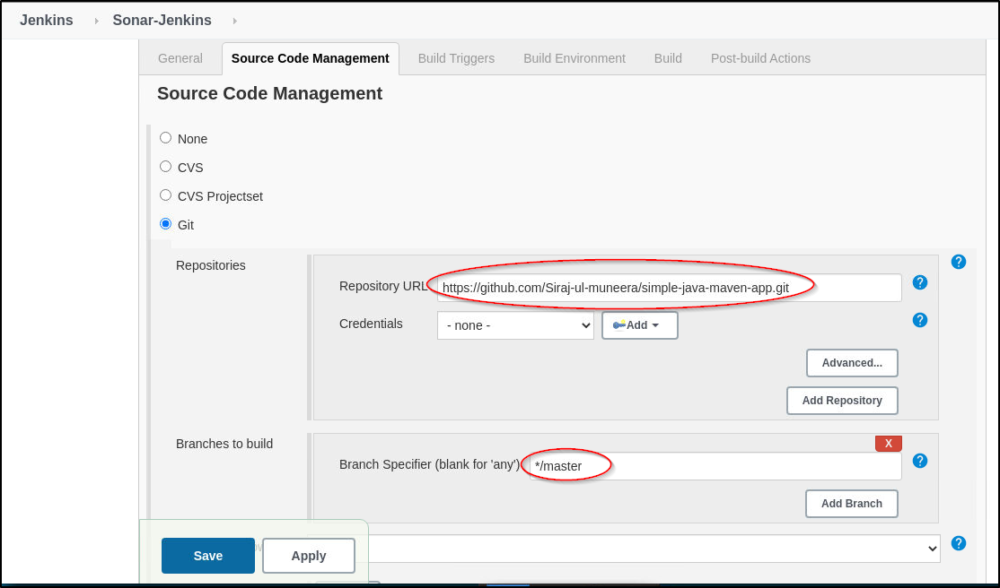 Jenkins Sonar-Jenkins
General Source Code Management Build Triggers Build Environment Build Post-build Actions
Source Code Management
None
CVS
CVS Projectset
Git
Repositories
?
Repository URL https://github.com/Siraj-ul-muneera/simple-java-maven-app.git ?
Credentials - none - Add ?
Advanced...
Add Repository
Branches to build
X
Branch Specifier (blank for 'any') */master ?
Add Branch
?
Save Apply